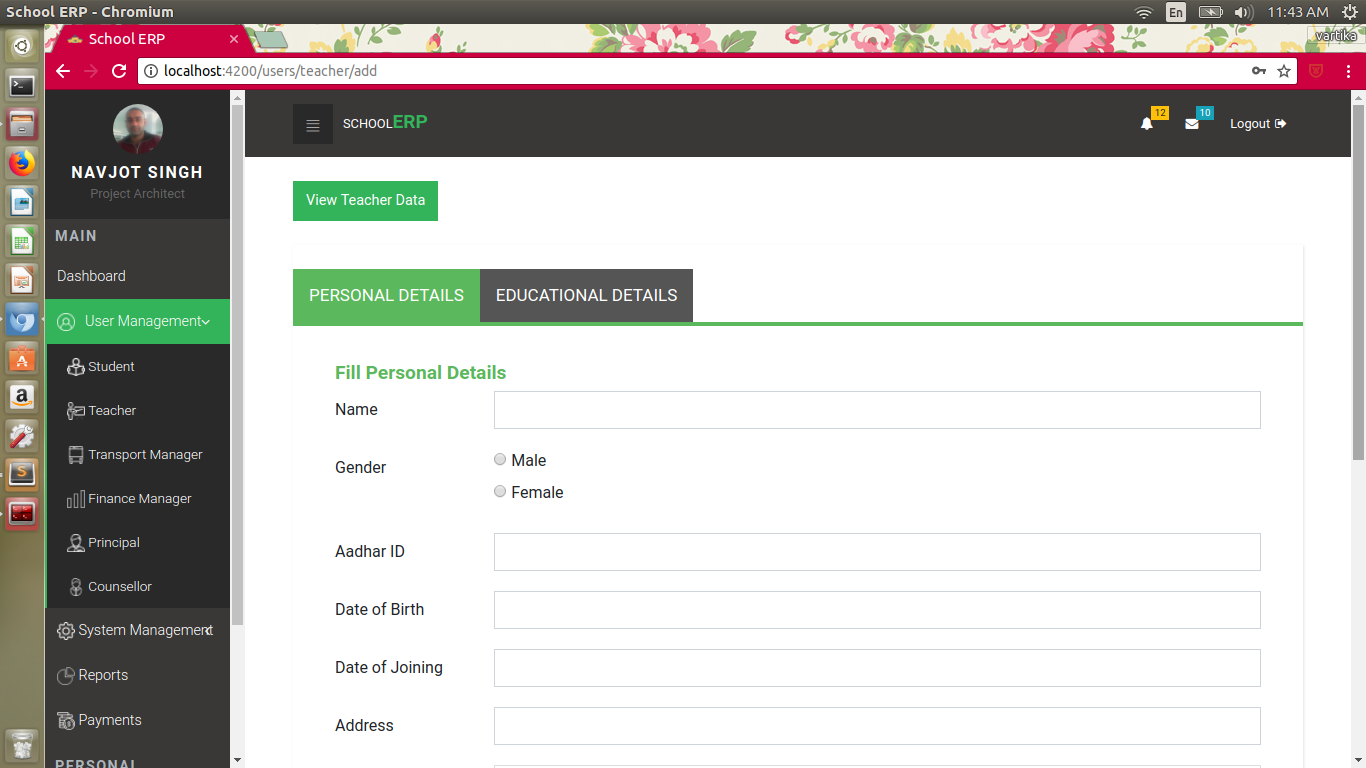 School ERP - Chromium
En
11:43 AM
School ERP
vartika
localhost:4200/users/teacher/add
NAVJOT SINGH
Project Architect
MAIN
Dashboard
User Management
Student
Teacher
Transport Manager
Finance Manager
Principal
Counsellor
System Management
Reports
Payments
PERSONAL
SCHOOLERP
12
10
Logout
View Teacher Data
PERSONAL DETAILS
EDUCATIONAL DETAILS
Fill Personal Details
Name
Gender
Male
Female
Aadhar ID
Date of Birth
Date of Joining
Address